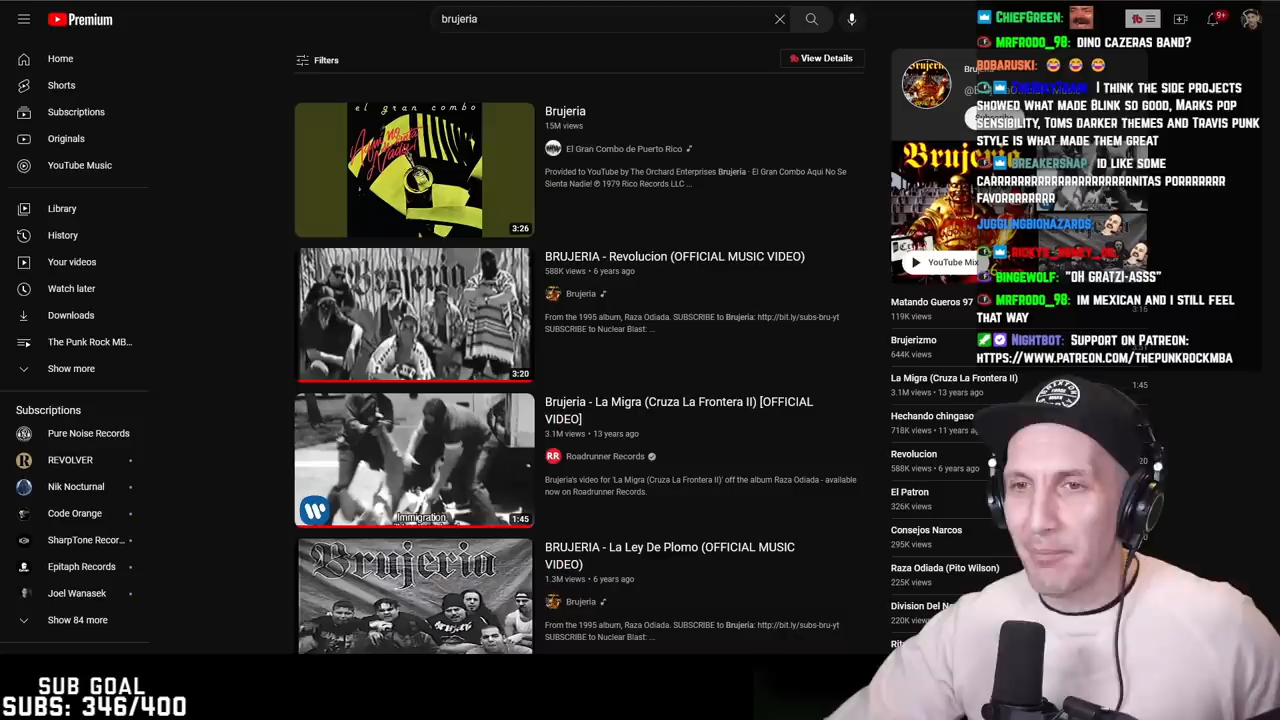 Premium
brujeria
9+
Home
Shorts
Subscriptions
Originals
YouTube Music
Library
History
Your videos
Watch later
Downloads
The Punk Rock MB...
Show more
Subscriptions
Pure Noise Records
REVOLVER
Nik Nocturnal
Code Orange
SharpTone Recor...
Epitaph Records
Joel Wanasek
Show 84 more
SUB GOAL
SUBS: 346/400
Filters
View Details
el gran combo
3:26
Brujeria
15M views
El Gran Combo de Puerto Rico
Provided to YouTube by The Orchard Enterprises Brujeria · El Gran Combo Aqui No Se
Sienta Nadie! ℗ 1979 Rico Records LLC ...
3:20
BRUJERIA - Revolucion (OFFICIAL MUSIC VIDEO)
588K views • 6 years ago
Brujeria
From the 1995 album, Raza Odiada. SUBSCRIBE to Brujeria: http://bit.ly/subs-bru-yt
SUBSCRIBE to Nuclear Blast: ...
Immigration
1:45
Brujeria - La Migra (Cruza La Frontera II) [OFFICIAL
VIDEO]
3.1M views • 13 years ago
RR
Roadrunner Records
Brujeria's video for 'La Migra (Cruza La Frontera II)' off the album Raza Odiada - available
now on Roadrunner Records.
Brujeria
BRUJERIA - La Ley De Plomo (OFFICIAL MUSIC
VIDEO)
1.3M views • 6 years ago
Brujeria
From the 1995 album, Raza Odiada. SUBSCRIBE to Brujeria: http://bit.ly/subs-bru-yt
SUBSCRIBE to Nuclear Blast: ...
Brujeria
YouTube Mix
Matando Gueros 97
119K views
3:16
Brujerizmo
644K views
La Migra (Cruza La Frontera II)
3.1M views • 13 years ago
1:45
Hechando chingaso
718K views • 11 years ag
Revolucion
588K views • 6 years
El Patron
326K views
Consejos Narcos
295K views
Raza Odiada (Pito Wilson)
225K views
Division Del N
220K views
CHIEFGREEN:
MRFRODO_98: DINO CAZERAS BAND?
BOBARUSKI:
I THINK THE SIDE PROJECTS
SHOWED WHAT MADE BLINK SO GOOD, MARKS POP
SENSIBILITY, TOMS DARKER THEMES AND TRAVIS PUNK
STYLE IS WHAT MADE THEM GREAT
BREAKERSNAP: ID LIKE SOME
CARRRRRRRRRRRRRRRRRRRNITAS PORRRRRRR
FAVORRRRRRR
JUGGLINGBIOHAZARDS:
BINGEWOLF: "OH GRATZI-ASSS"
MRFRODO_98: IM MEXICAN AND I STILL FEEL
THAT WAY
NIGHTBOT: SUPPORT ON PATREON:
HTTPS://WWW.PATREON.COM/THEPUNKROCKMBA